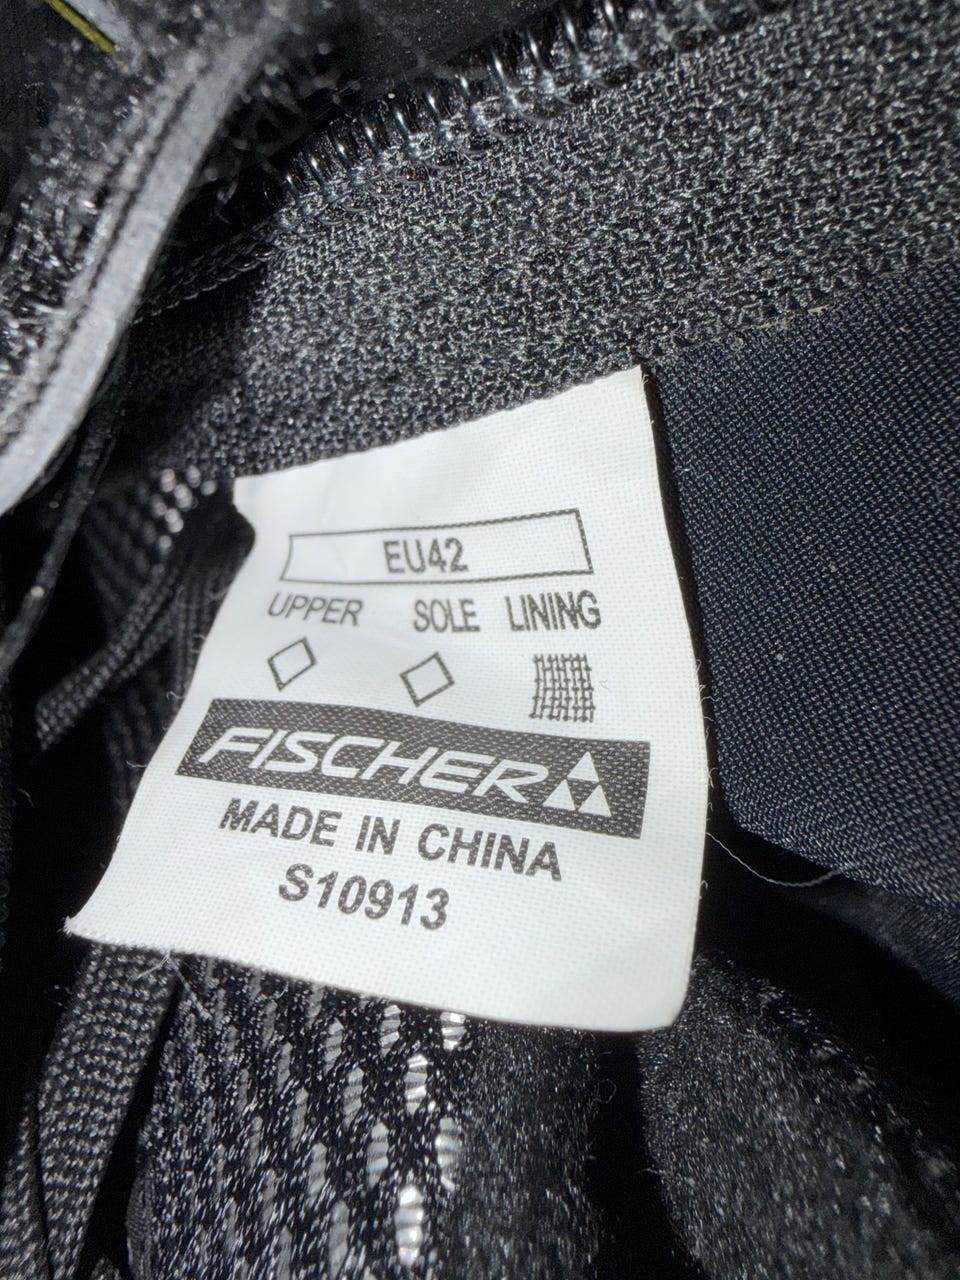 EU42
UPPER SOLE LINING
FISCHER
MADE IN CHINA
S10913